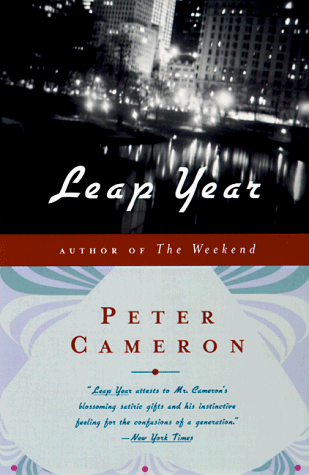 Leap Year
AUTHOR OF The Weekend
PETER
CAMERON
"Leap Year attests to Mr. Cameron's
blossoming satiric gifts and his instinctive
feeling for the confusions of a generation."
—New York Times